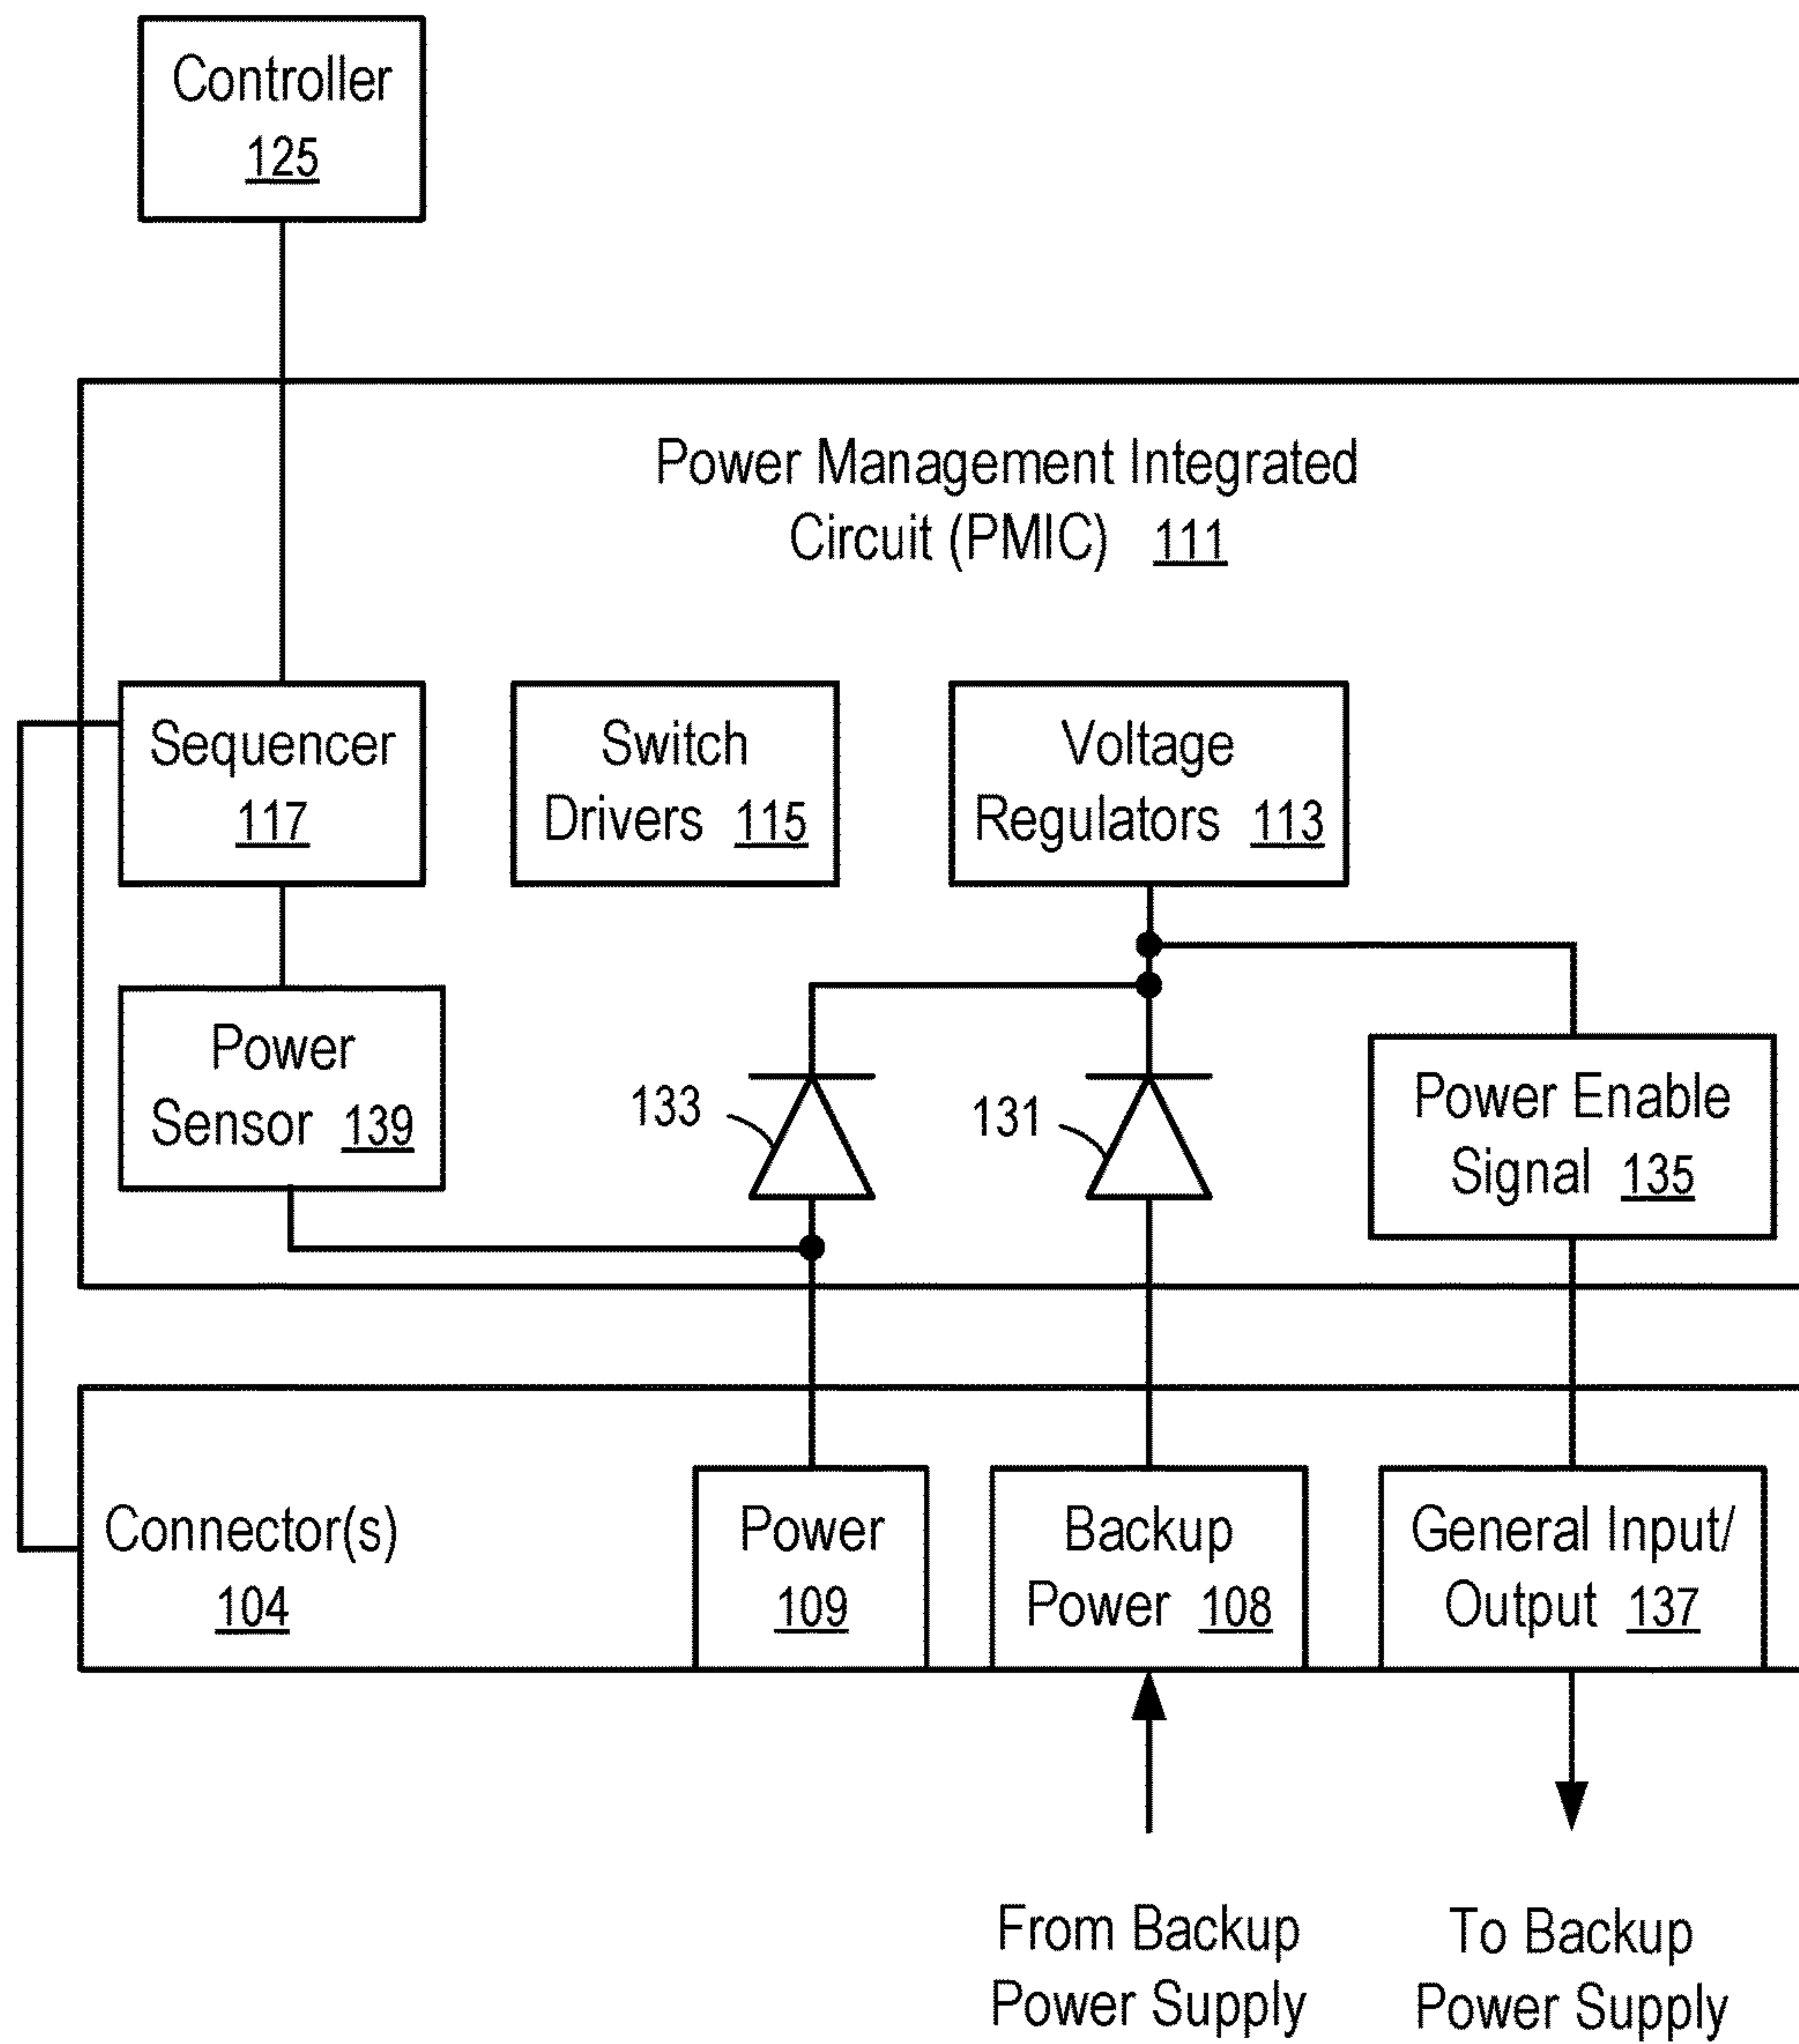 Controller
125
Power Management Integrated
Circuit (PMIC) 111
Sequencer
117
Switch
Drivers 115
Voltage
Regulators 113
Power
Sensor 139
133
131
Power Enable
Signal 135
Connector(s)
104
Power
109
Backup
Power 108
General Input/
Output 137
From Backup
Power Supply
To Backup
Power Supply